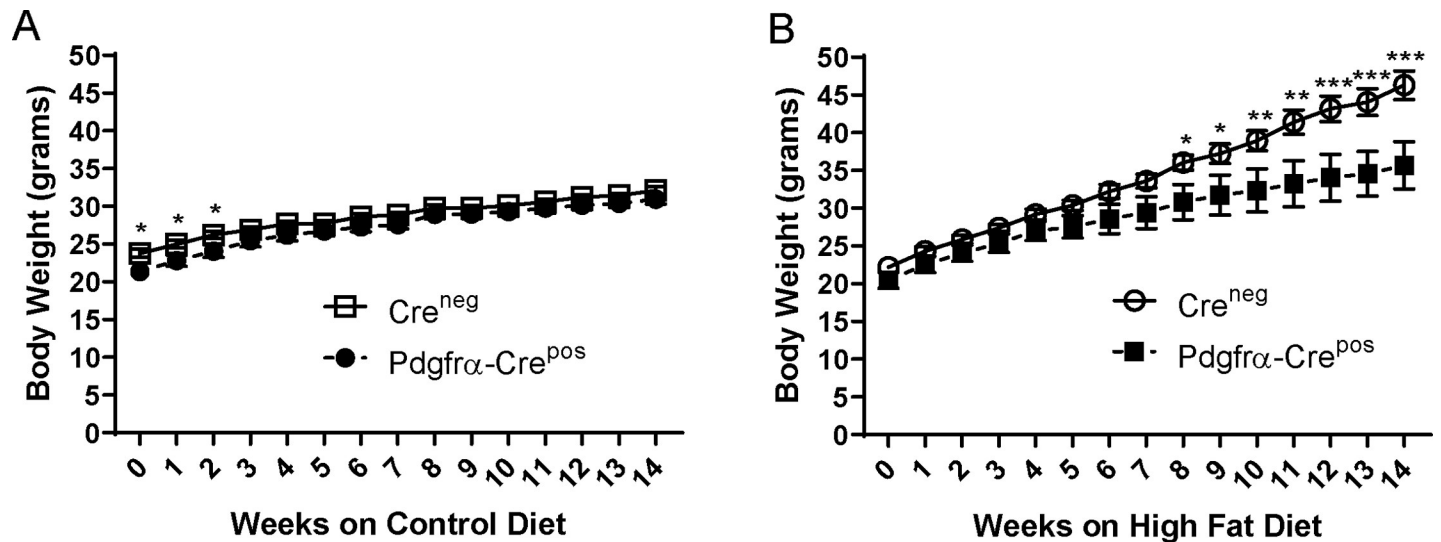 A
50
45
40
35
30
25
20
15
10
5
0
Body Weight (grams)
* * *
Cre^neg
Pdgfrα-Cre^pos
0 1 2 3 4 5 6 7 8 9 10 11 12 13 14
Weeks on Control Diet
B
50
45
40
35
30
25
20
15
10
5
0
Body Weight (grams)
* * ** ** *** *** ***
Cre^neg
Pdgfrα-Cre^pos
0 1 2 3 4 5 6 7 8 9 10 11 12 13 14
Weeks on High Fat Diet